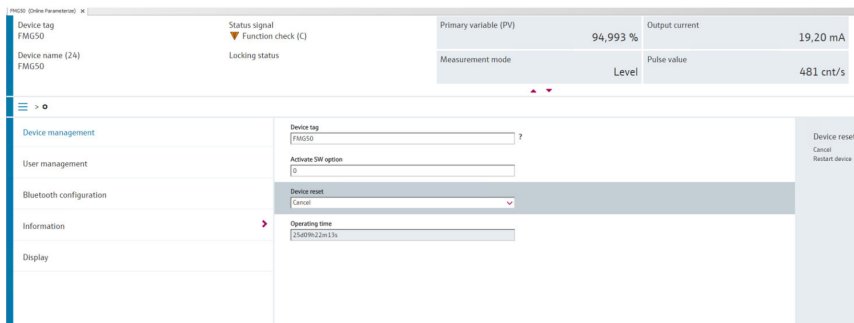 FMG50 (Online Parameterize) x
Device tag
FMG50
Status signal
Function check (C)
Primary variable (PV)
94,993 %
Output current
19,20 mA
Device name (24)
FMG50
Locking status
Measurement mode
Level
Pulse value
481 cnt/s
>
Device management
User management
Bluetooth configuration
Information
Display
Device tag
FMG50
?
Activate SW option
0
Device reset
Cancel
Operating time
25d09h22m13s
Device reset
Cancel
Restart device